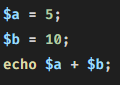 $a = 5;
$b = 10;
echo $a + $b;